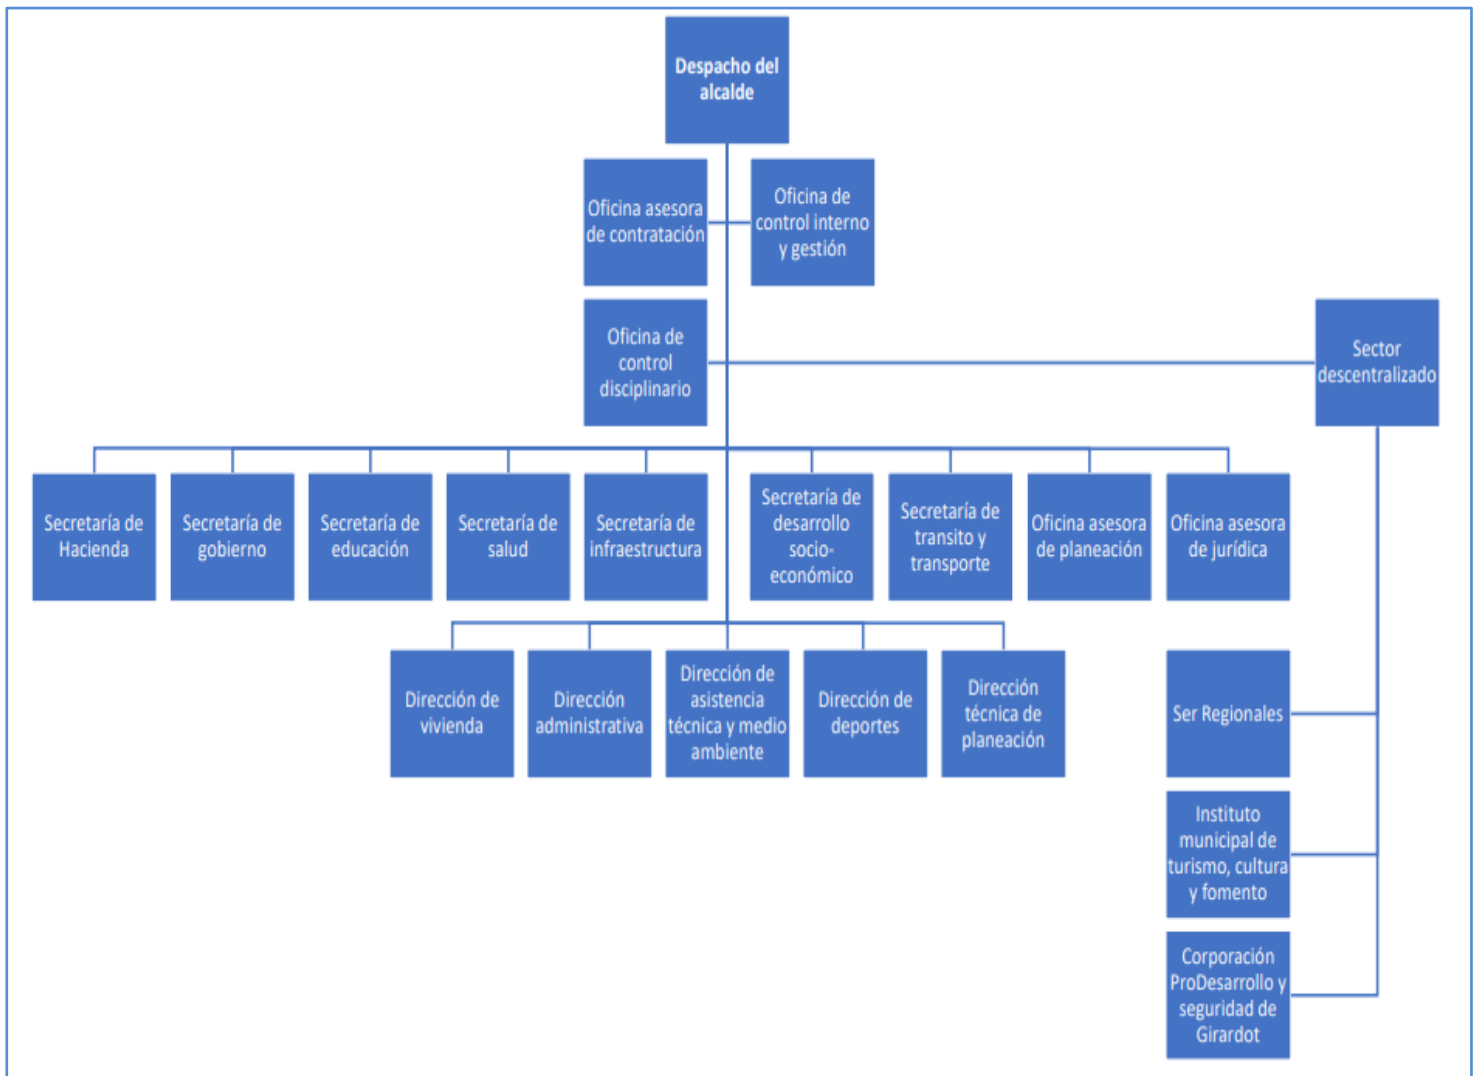 Despacho del
alcalde
Oficina asesora
de contratación
Oficina de
control interno
y gestión
Oficina de
control
disciplinario
Sector
descentralizado
Secretaría de
Hacienda
Secretaría de
gobierno
Secretaría de
educación
Secretaría de
salud
Secretaría de
infraestructura
Secretaría de
desarrollo
socio-
económico
Secretaría de
transito y
transporte
Oficina asesora
de planeación
Oficina asesora
de jurídica
Dirección de
vivienda
Dirección
administrativa
Dirección de
asistencia
técnica y medio
ambiente
Dirección de
deportes
Dirección
técnica de
planeación
Ser Regionales
Instituto
municipal de
turismo, cultura
y fomento
Corporación
ProDesarrollo y
seguridad de
Girardot